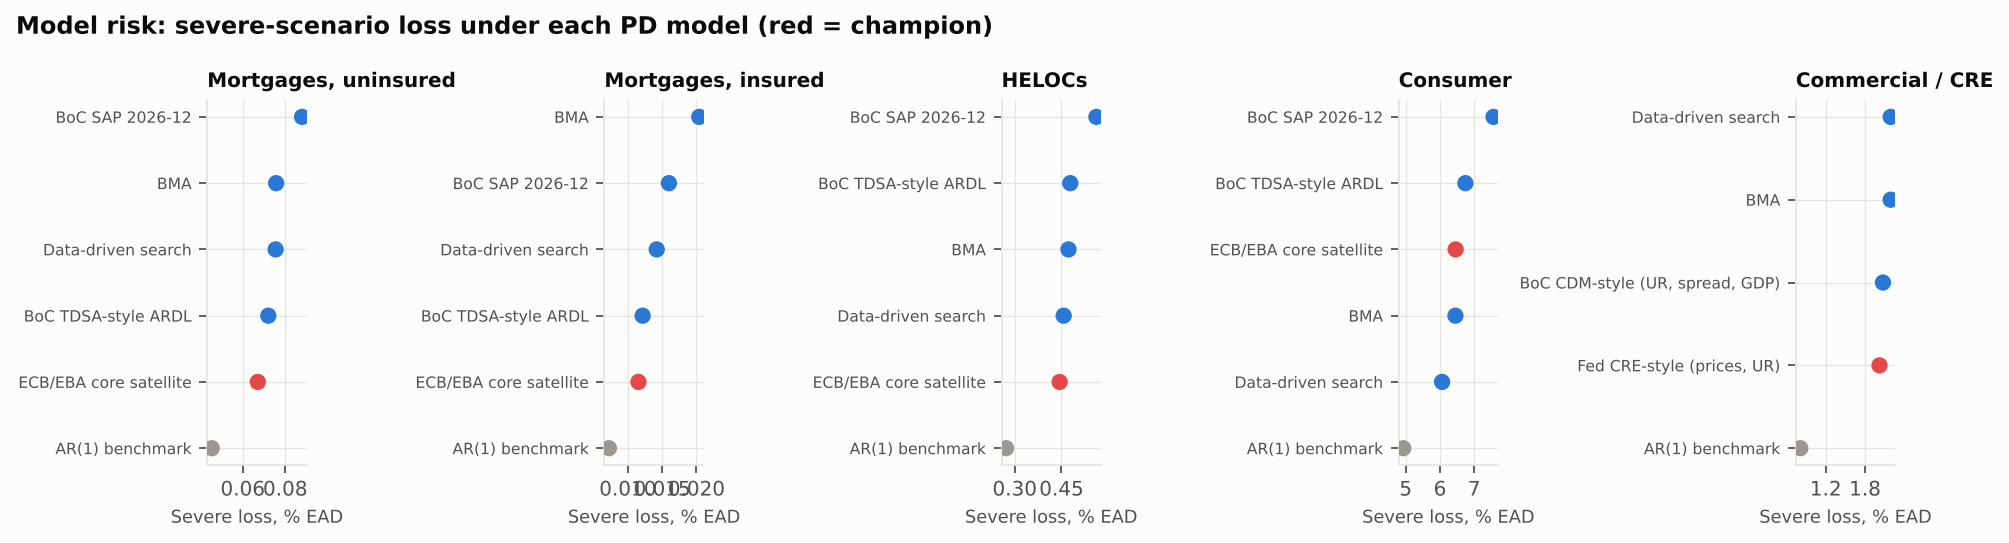 Model risk: severe-scenario loss under each PD model (red = champion)
Mortgages, uninsured
BoC SAP 2026-12
BMA
Data-driven search
BoC TDSA-style ARDL
ECB/EBA core satellite
AR(1) benchmark
0.06 0.08
Severe loss, % EAD
Mortgages, insured
BMA
BoC SAP 2026-12
Data-driven search
BoC TDSA-style ARDL
ECB/EBA core satellite
AR(1) benchmark
0.010 0.015 0.020
Severe loss, % EAD
HELOCs
BoC SAP 2026-12
BoC TDSA-style ARDL
BMA
Data-driven search
ECB/EBA core satellite
AR(1) benchmark
0.30 0.45
Severe loss, % EAD
Consumer
BoC SAP 2026-12
BoC TDSA-style ARDL
ECB/EBA core satellite
BMA
Data-driven search
AR(1) benchmark
5 6 7
Severe loss, % EAD
Commercial / CRE
Data-driven search
BMA
BoC CDM-style (UR, spread, GDP)
Fed CRE-style (prices, UR)
AR(1) benchmark
1.2 1.8
Severe loss, % EAD